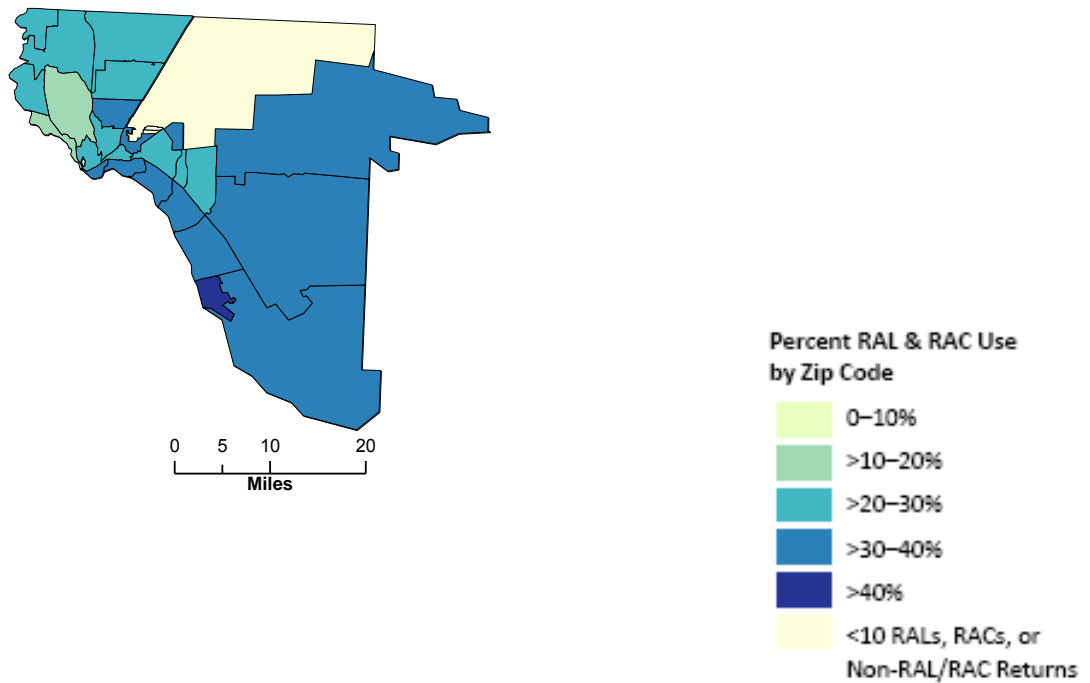 0 5 10 20
Miles
Percent RAL & RAC Use
by Zip Code
0–10%
>10–20%
>20–30%
>30–40%
>40%
<10 RALs, RACs, or
Non-RAL/RAC Returns